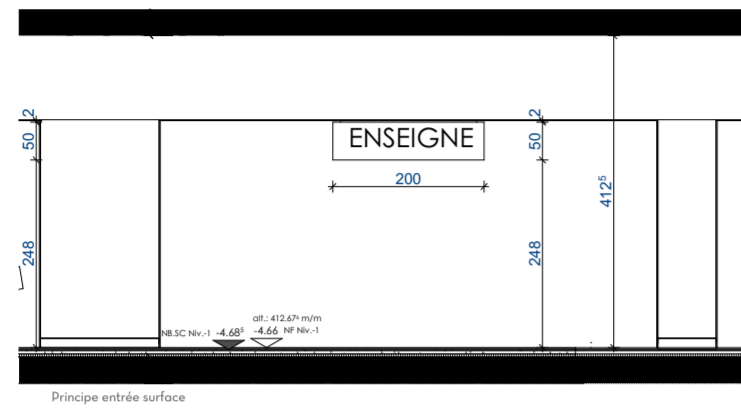 2
2
50
ENSEIGNE
50
200
412⁵
248
248
alt.: 412.67⁶ m/m
NB.SC Niv.-1 -4.68⁵ -4.66 NF Niv.-1
Principe entrée surface